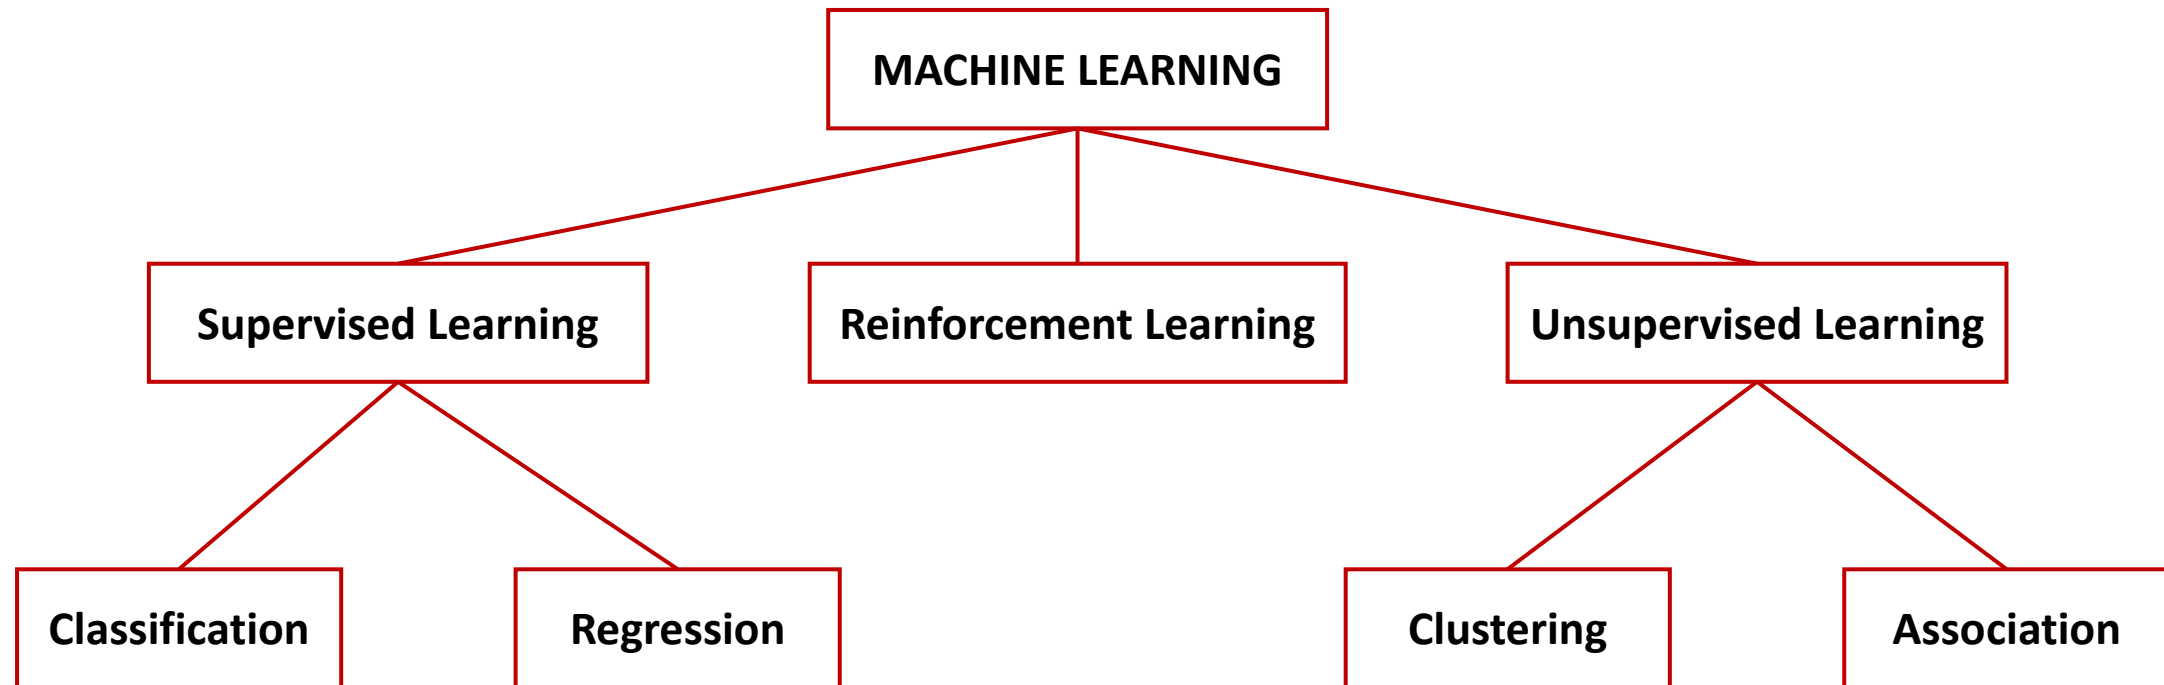 MACHINE LEARNING
Supervised Learning
Reinforcement Learning
Unsupervised Learning
Classification
Regression
Clustering
Association